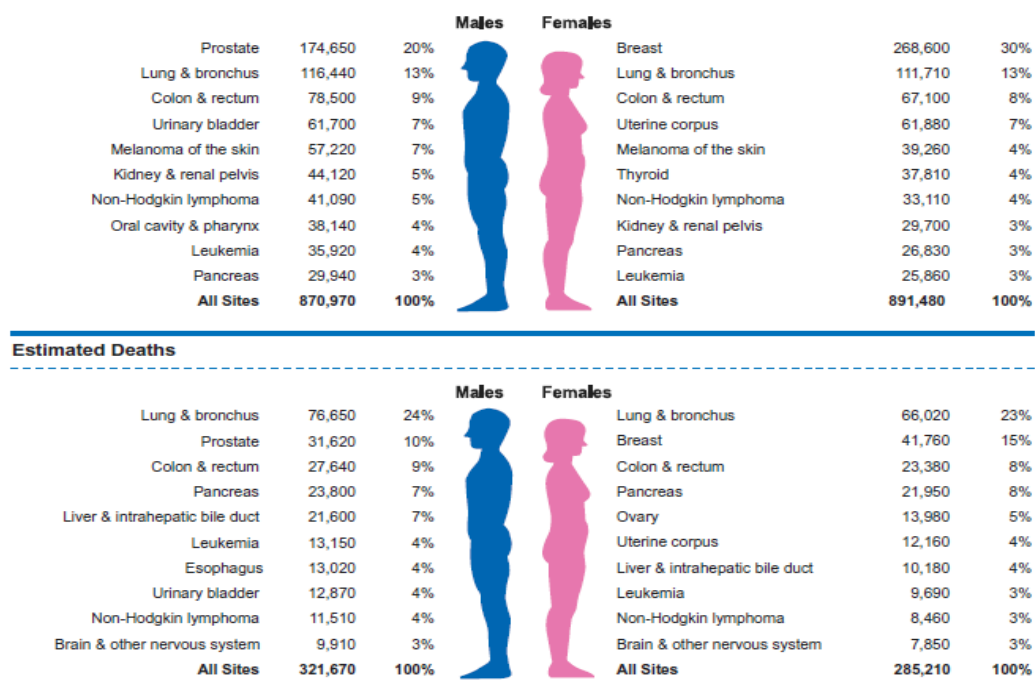 Males Females
Prostate 174,650 20% Breast 268,600 30%
Lung & bronchus 116,440 13% Lung & bronchus 111,710 13%
Colon & rectum 78,500 9% Colon & rectum 67,100 8%
Urinary bladder 61,700 7% Uterine corpus 61,880 7%
Melanoma of the skin 57,220 7% Melanoma of the skin 39,260 4%
Kidney & renal pelvis 44,120 5% Thyroid 37,810 4%
Non-Hodgkin lymphoma 41,090 5% Non-Hodgkin lymphoma 33,110 4%
Oral cavity & pharynx 38,140 4% Kidney & renal pelvis 29,700 3%
Leukemia 35,920 4% Pancreas 26,830 3%
Pancreas 29,940 3% Leukemia 25,860 3%
All Sites 870,970 100% All Sites 891,480 100%
Estimated Deaths
Males Females
Lung & bronchus 76,650 24% Lung & bronchus 66,020 23%
Prostate 31,620 10% Breast 41,760 15%
Colon & rectum 27,640 9% Colon & rectum 23,380 8%
Pancreas 23,800 7% Pancreas 21,950 8%
Liver & intrahepatic bile duct 21,600 7% Ovary 13,980 5%
Leukemia 13,150 4% Uterine corpus 12,160 4%
Esophagus 13,020 4% Liver & intrahepatic bile duct 10,180 4%
Urinary bladder 12,870 4% Leukemia 9,690 3%
Non-Hodgkin lymphoma 11,510 4% Non-Hodgkin lymphoma 8,460 3%
Brain & other nervous system 9,910 3% Brain & other nervous system 7,850 3%
All Sites 321,670 100% All Sites 285,210 100%